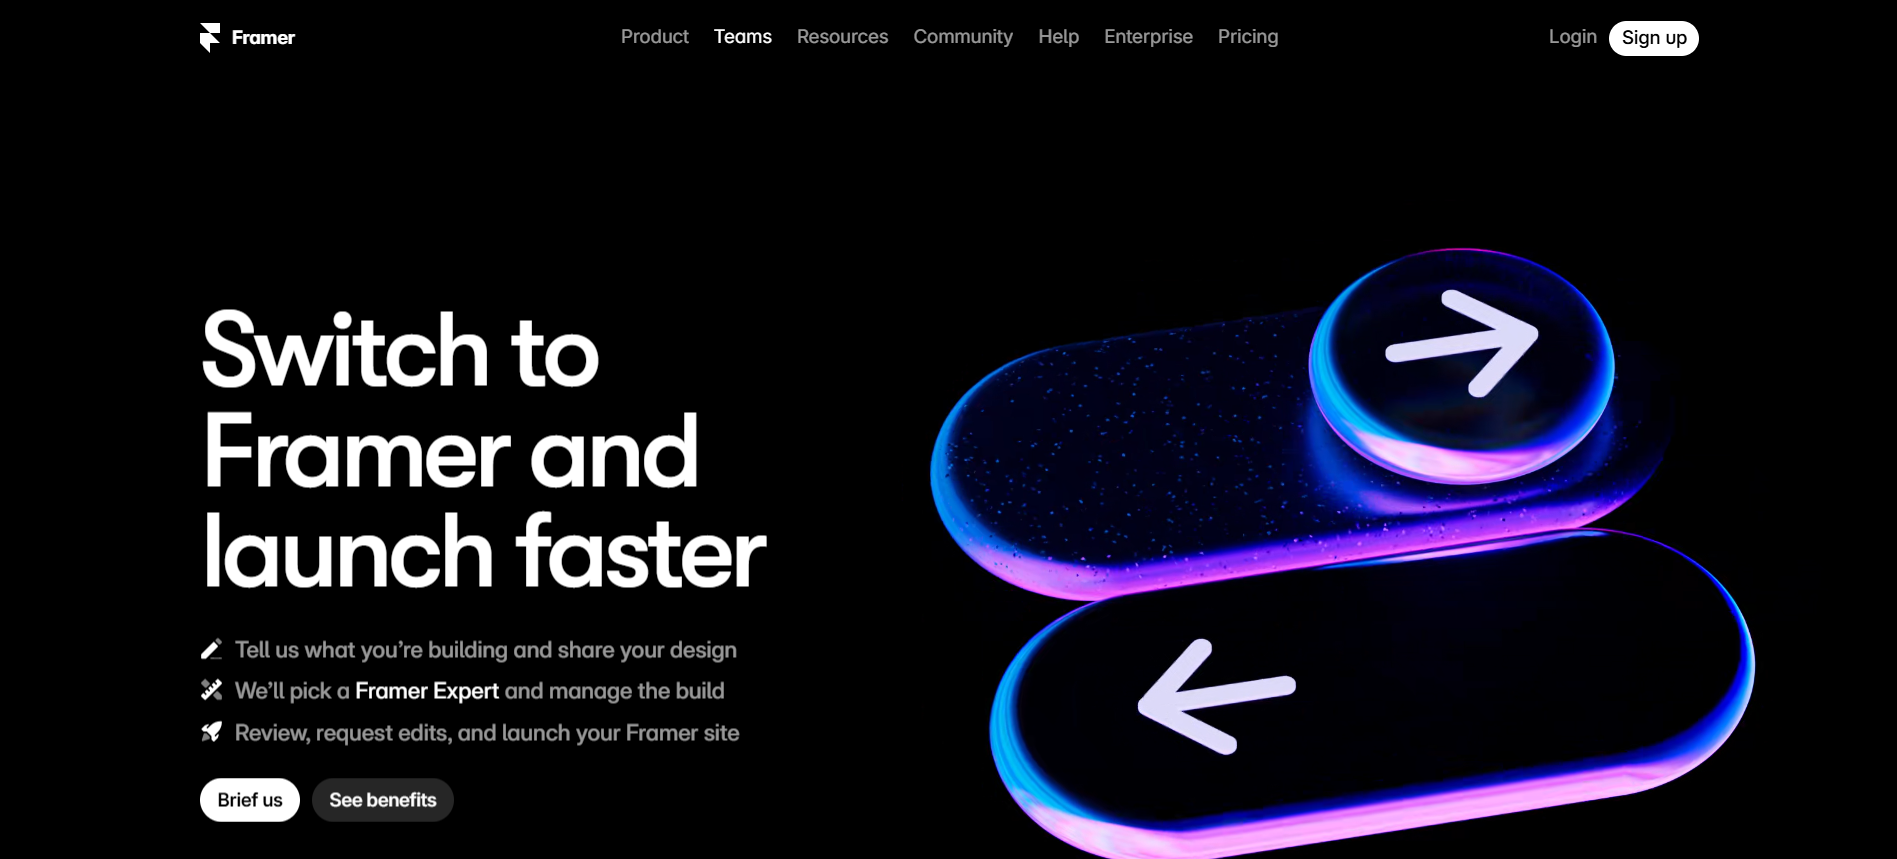 Framer
Product Teams Resources Community Help Enterprise Pricing
Login Sign up
Switch to
Framer and
launch faster
Tell us what you’re building and share your design
We’ll pick a Framer Expert and manage the build
Review, request edits, and launch your Framer site
Brief us See benefits